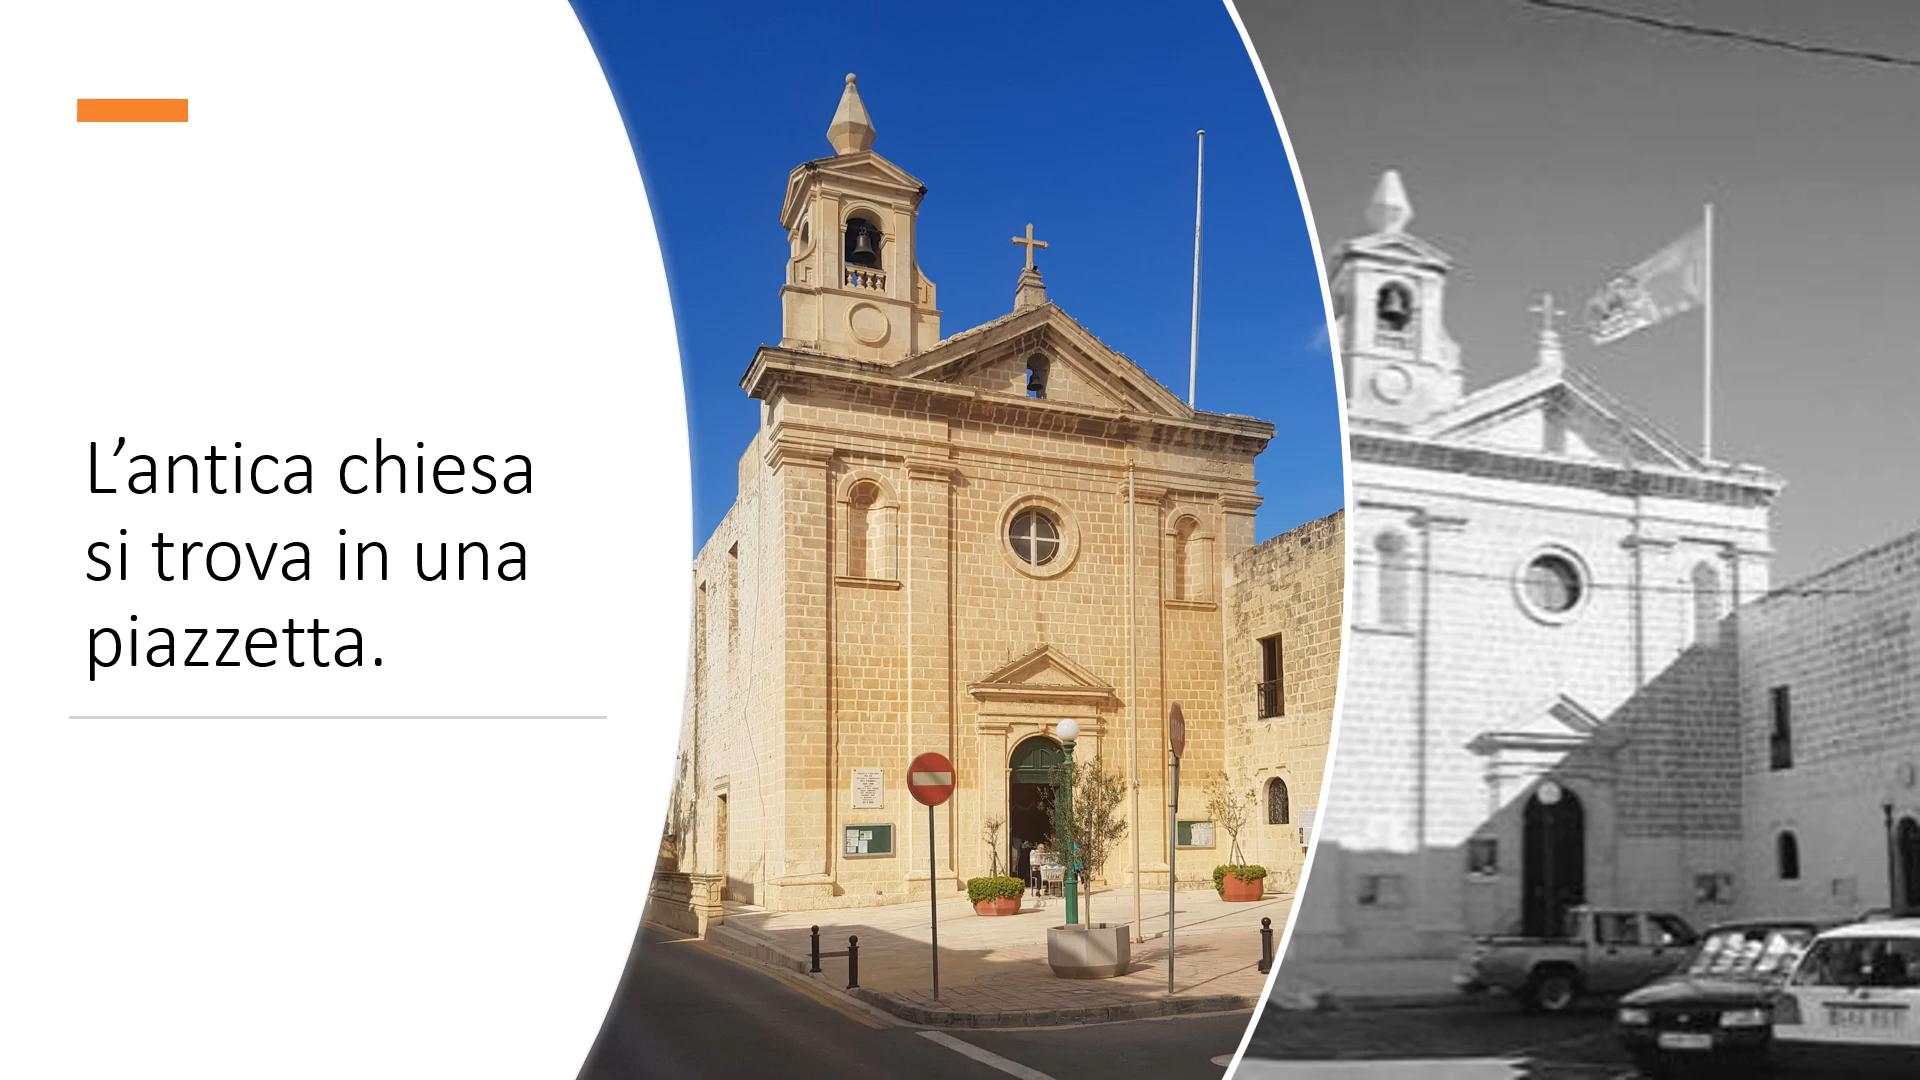 L’antica chiesa
si trova in una
piazzetta.